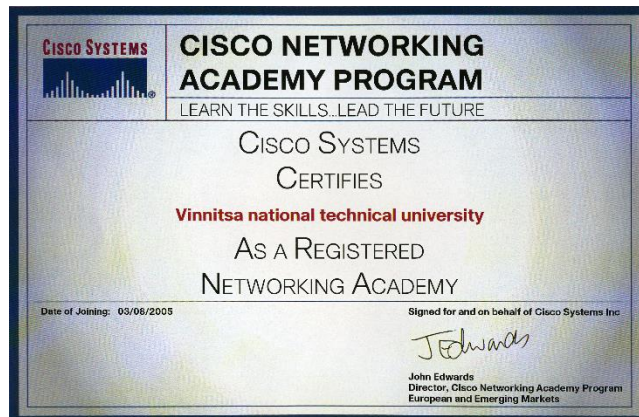 CISCO SYSTEMS
CISCO NETWORKING
ACADEMY PROGRAM
LEARN THE SKILLS...LEAD THE FUTURE
CISCO SYSTEMS
CERTIFIES
Vinnitsa national technical university
AS A REGISTERED
NETWORKING ACADEMY
Date of Joining: 03/08/2005
Signed for and on behalf of Cisco Systems Inc
JEdwards
John Edwards
Director, Cisco Networking Academy Program
European and Emerging Markets